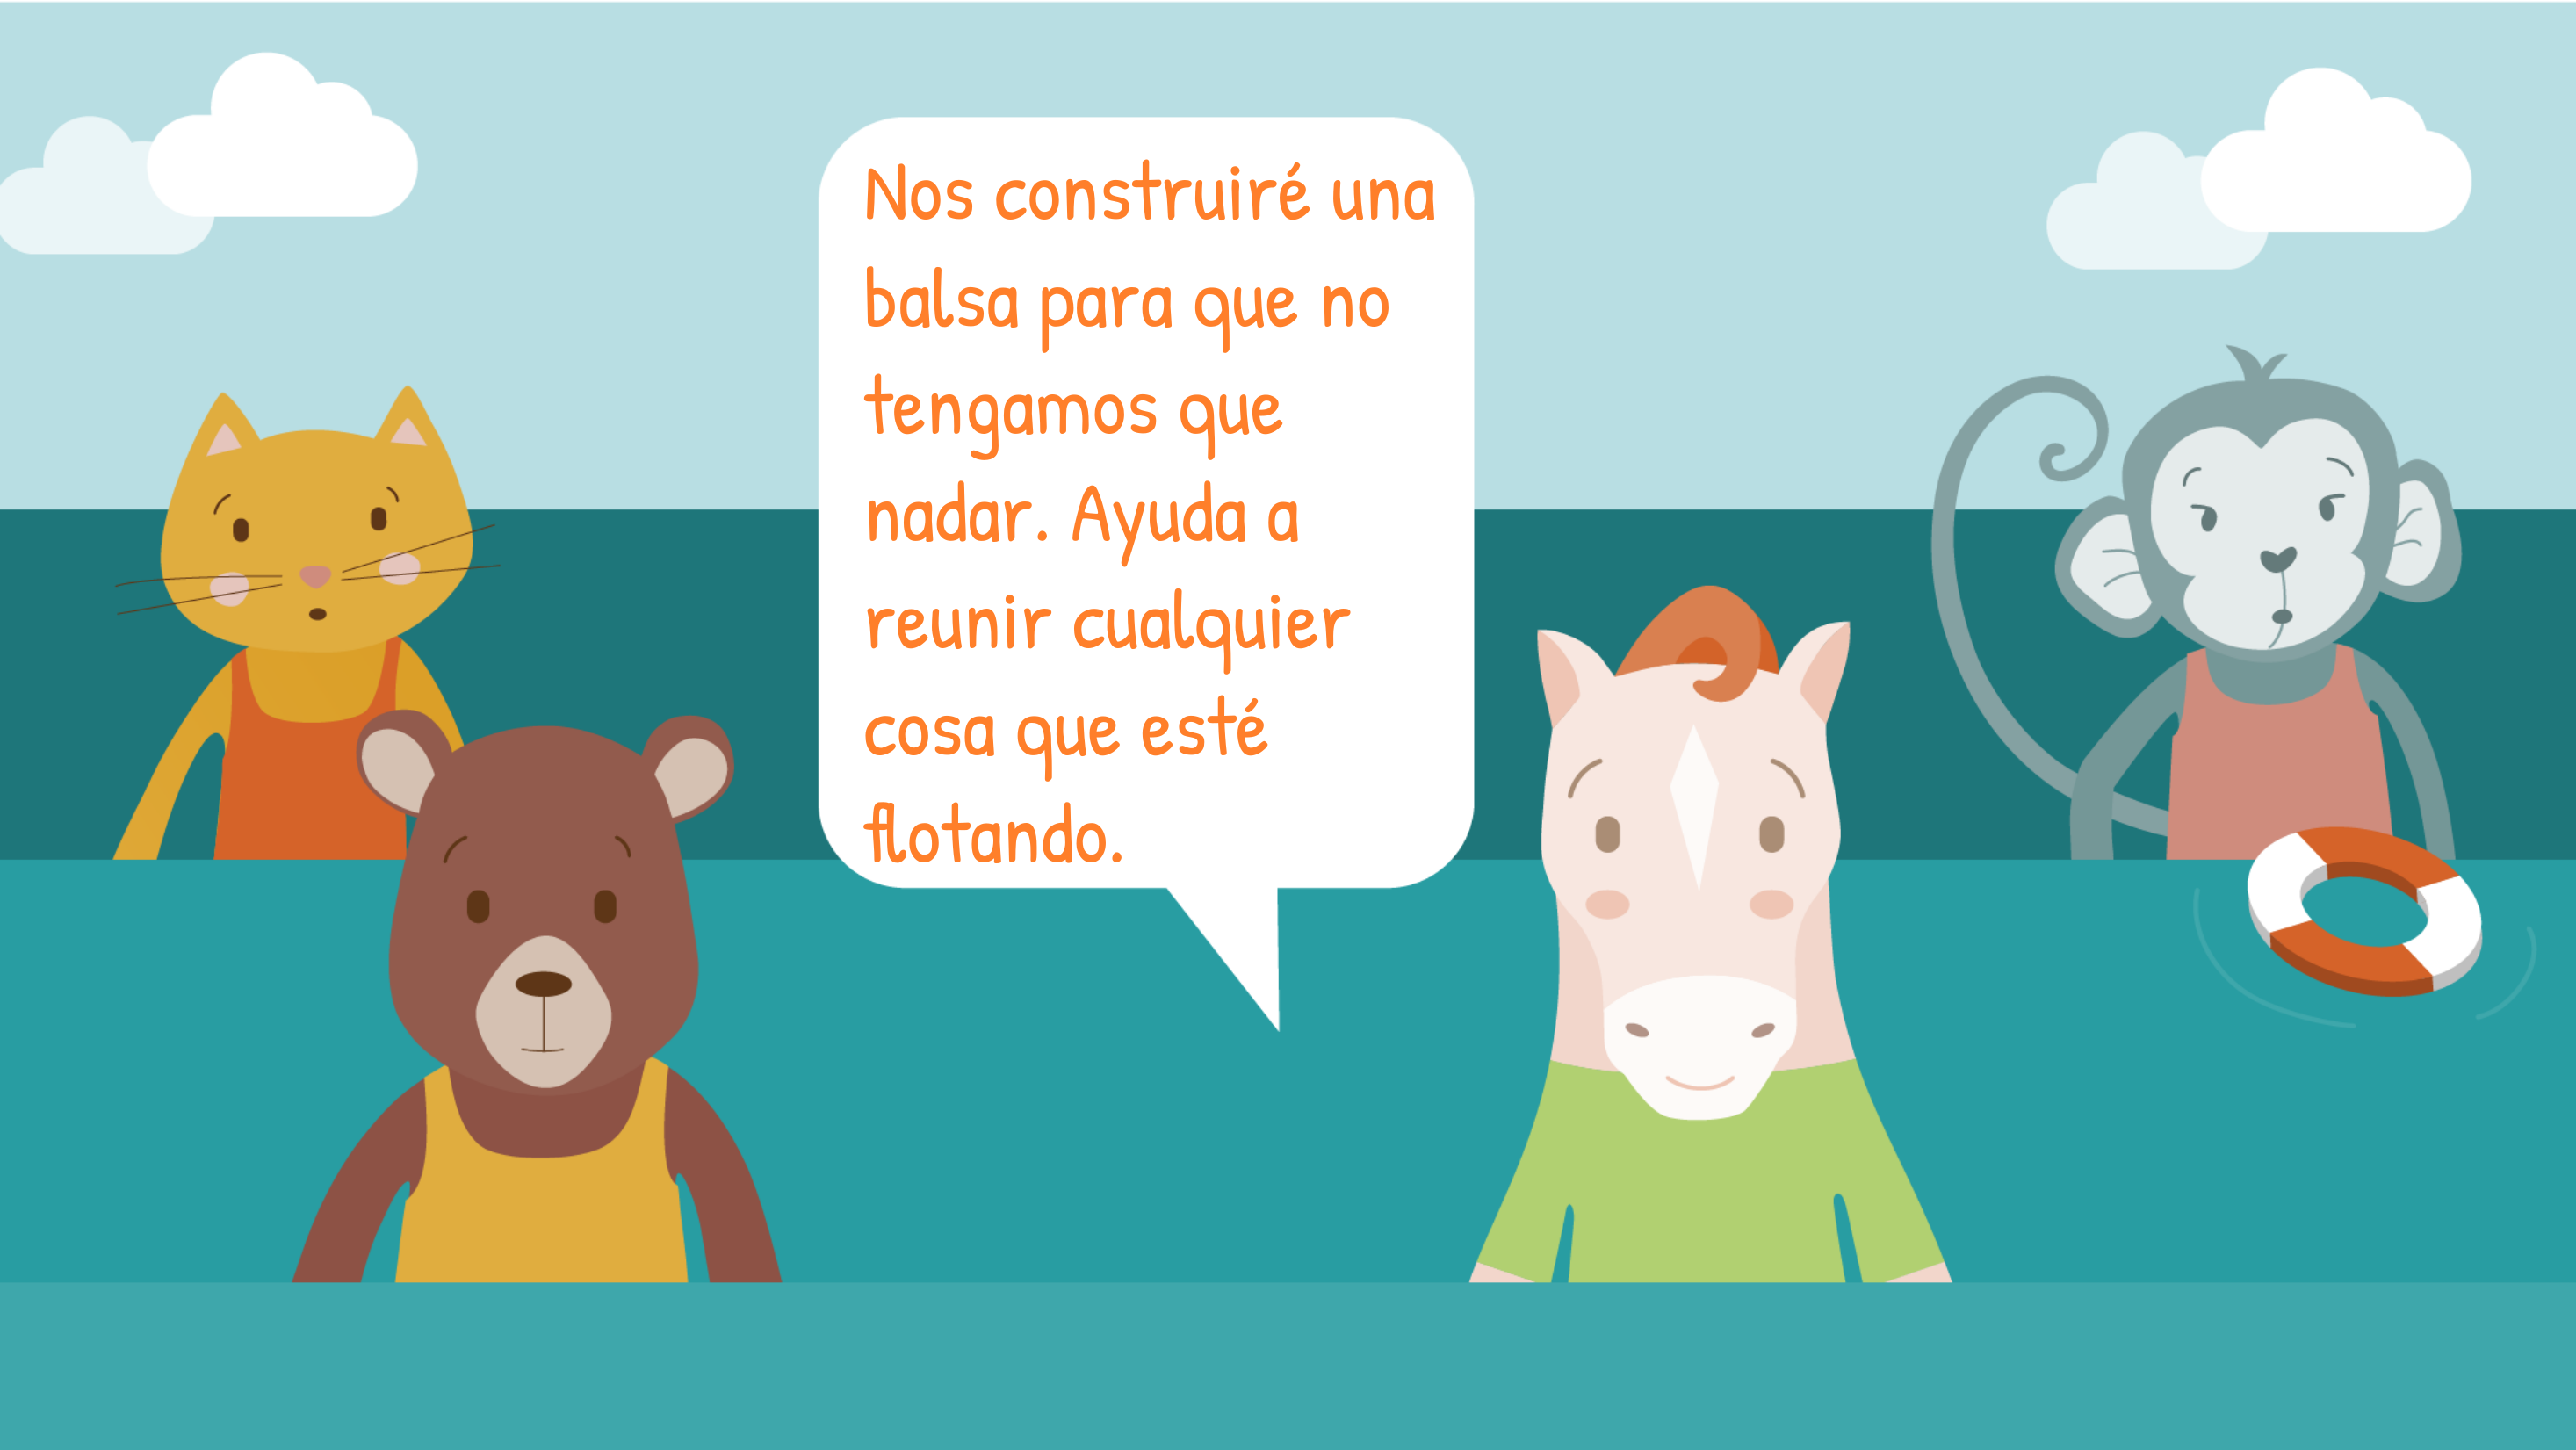 Nos construiré una
balsa para que no
tengamos que
nadar. Ayuda a
reunir cualquier
cosa que esté
flotando.